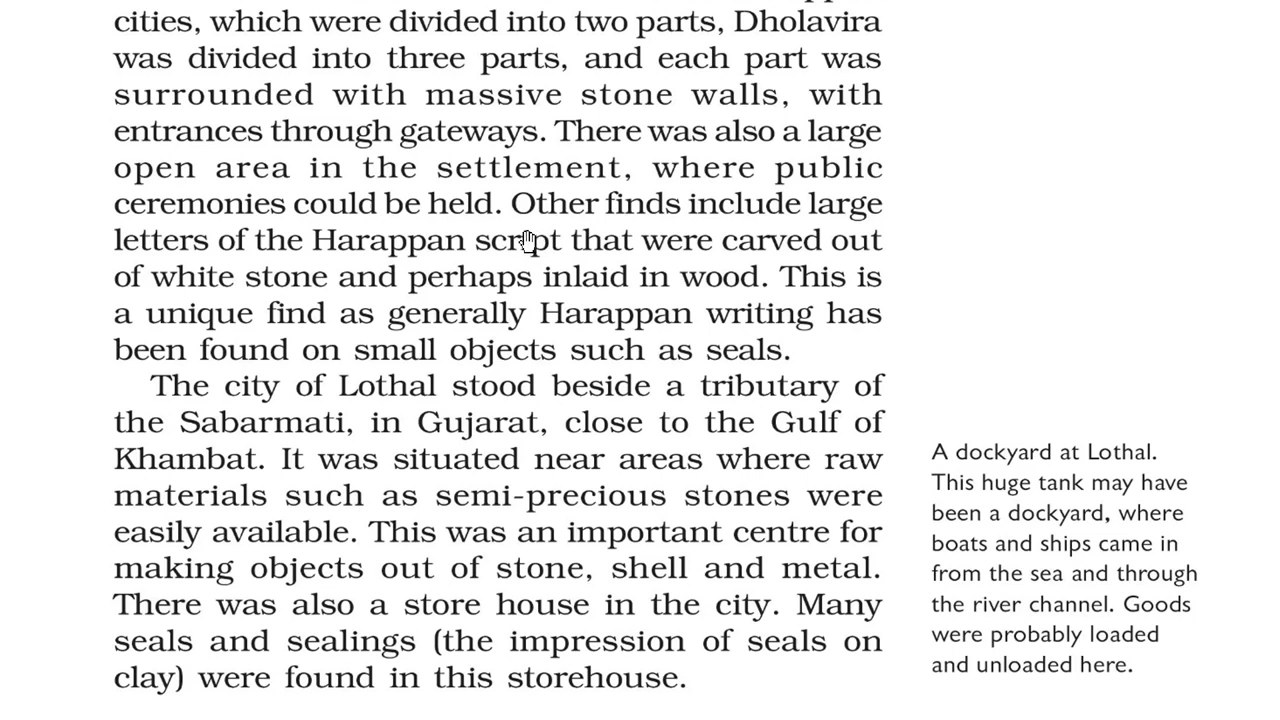 cities, which were divided into two parts, Dholavira
was divided into three parts, and each part was
surrounded with massive stone walls, with
entrances through gateways. There was also a large
open area in the settlement, where public
ceremonies could be held. Other finds include large
letters of the Harappan script that were carved out
of white stone and perhaps inlaid in wood. This is
a unique find as generally Harappan writing has
been found on small objects such as seals.
The city of Lothal stood beside a tributary of
the Sabarmati, in Gujarat, close to the Gulf of
Khambat. It was situated near areas where raw
materials such as semi-precious stones were
easily available. This was an important centre for
making objects out of stone, shell and metal.
There was also a store house in the city. Many
seals and sealings (the impression of seals on
clay) were found in this storehouse.
A dockyard at Lothal.
This huge tank may have
been a dockyard, where
boats and ships came in
from the sea and through
the river channel. Goods
were probably loaded
and unloaded here.